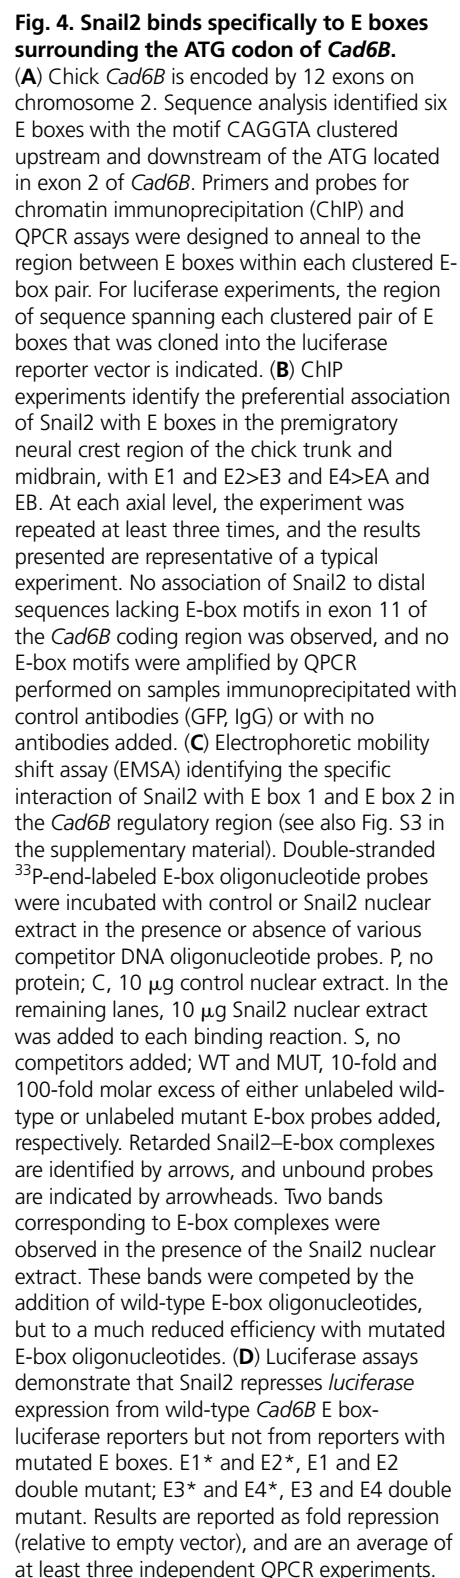 Fig. 4. Snail2 binds specifically to E boxes
surrounding the ATG codon of Cad6B.
(A) Chick Cad6B is encoded by 12 exons on
chromosome 2. Sequence analysis identified six
E boxes with the motif CAGGTA clustered
upstream and downstream of the ATG located
in exon 2 of Cad6B. Primers and probes for
chromatin immunoprecipitation (ChIP) and
QPCR assays were designed to anneal to the
region between E boxes within each clustered E-
box pair. For luciferase experiments, the region
of sequence spanning each clustered pair of E
boxes that was cloned into the luciferase
reporter vector is indicated. (B) ChIP
experiments identify the preferential association
of Snail2 with E boxes in the premigratory
neural crest region of the chick trunk and
midbrain, with E1 and E2>E3 and E4>EA and
EB. At each axial level, the experiment was
repeated at least three times, and the results
presented are representative of a typical
experiment. No association of Snail2 to distal
sequences lacking E-box motifs in exon 11 of
the Cad6B coding region was observed, and no
E-box motifs were amplified by QPCR
performed on samples immunoprecipitated with
control antibodies (GFP, IgG) or with no
antibodies added. (C) Electrophoretic mobility
shift assay (EMSA) identifying the specific
interaction of Snail2 with E box 1 and E box 2 in
the Cad6B regulatory region (see also Fig. S3 in
the supplementary material). Double-stranded
³³P-end-labeled E-box oligonucleotide probes
were incubated with control or Snail2 nuclear
extract in the presence or absence of various
competitor DNA oligonucleotide probes. P, no
protein; C, 10 μg control nuclear extract. In the
remaining lanes, 10 μg Snail2 nuclear extract
was added to each binding reaction. S, no
competitors added; WT and MUT, 10-fold and
100-fold molar excess of either unlabeled wild-
type or unlabeled mutant E-box probes added,
respectively. Retarded Snail2–E-box complexes
are identified by arrows, and unbound probes
are indicated by arrowheads. Two bands
corresponding to E-box complexes were
observed in the presence of the Snail2 nuclear
extract. These bands were competed by the
addition of wild-type E-box oligonucleotides,
but to a much reduced efficiency with mutated
E-box oligonucleotides. (D) Luciferase assays
demonstrate that Snail2 represses luciferase
expression from wild-type Cad6B E box-
luciferase reporters but not from reporters with
mutated E boxes. E1* and E2*, E1 and E2
double mutant; E3* and E4*, E3 and E4 double
mutant. Results are reported as fold repression
(relative to empty vector), and are an average of
at least three independent QPCR experiments.